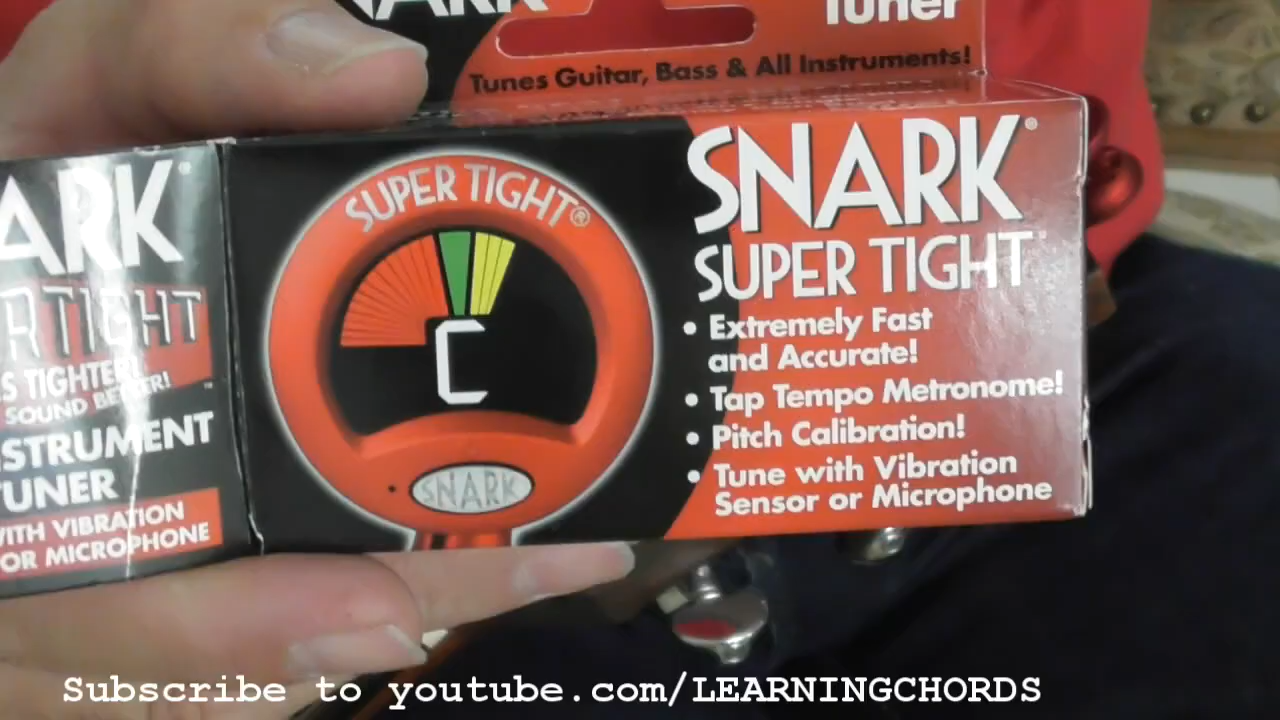 Tuner
Tunes Guitar, Bass & All Instruments!
SUPER TIGHT®
C
SNARK
SNARK®
SUPER TIGHT
• Extremely Fast
and Accurate!
• Tap Tempo Metronome!
• Pitch Calibration!
• Tune with Vibration
Sensor or Microphone
ARK®
TIGHT
SOUND BETTER!
TUNER
VIBRATION
OR MICROPHONE
Subscribe to youtube.com/LEARNINGCHORDS